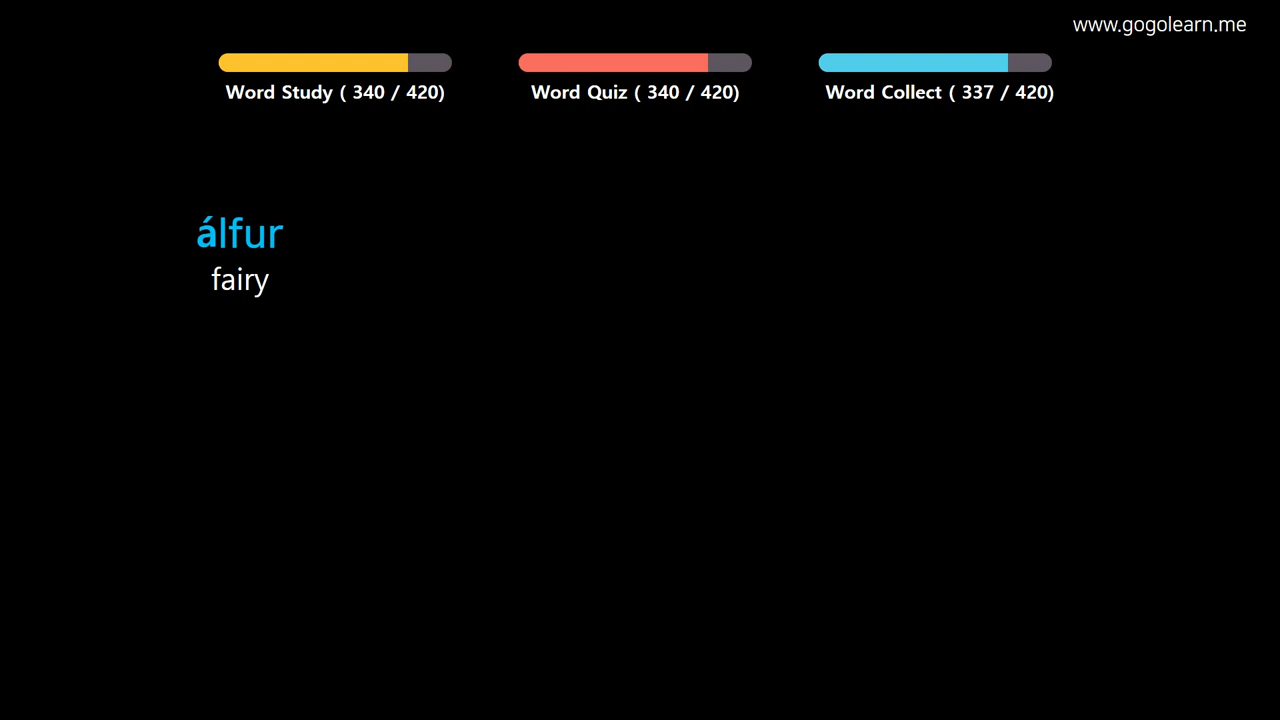 www.gogolearn.me
Word Study ( 340 / 420)
Word Quiz ( 340 / 420)
Word Collect ( 337 / 420)
álfur
fairy